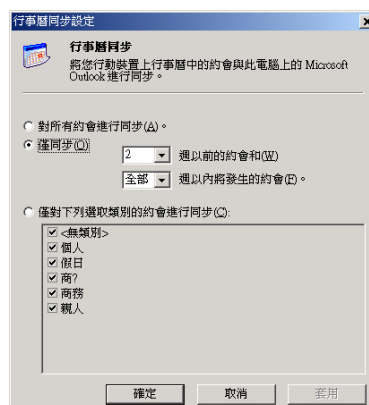 行事曆同步設定
行事曆同步
將您行動裝置上行事曆中的約會與此電腦上的 Microsoft
Outlook 進行同步。
對所有約會進行同步(A)。
僅同步(O)
2 週以前的約會和(W)
全部 週以內將發生的約會(F)。
僅對下列選取類別的約會進行同步(C):
<無類別>
個人
假日
商?
商務
親人
確定 取消 套用